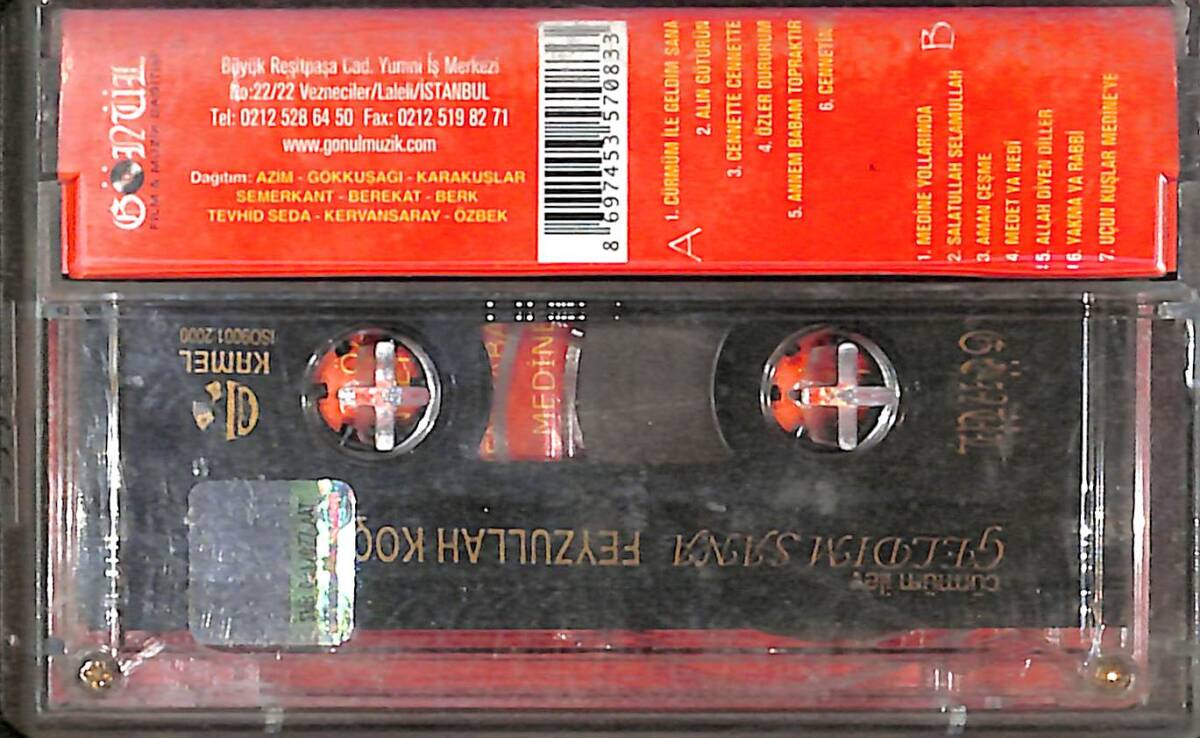 GÖNÜL
FİLM & MÜZİK
Büyük Reşitpaşa Cad. Yumni İş Merkezi
No:22/22 Vezneciler/Laleli/İSTANBUL
Tel: 0212 528 64 50 Fax: 0212 519 82 71
www.gonulmuzik.com
Dağıtım: AZİM - GÖKKUŞAGI - KARAKUŞLAR
SEMERKANT - BEREKAT - BERK
TEVHİD SEDA - KERVANSARAY - ÖZBEK
8 697453 570833
A
1. CÜRMÜM İLE GELDİM SANA
2. ALIN GÖTÜRÜN
3. CENNETTE CENNETTE
4. ÖZLER DURURUM
5. ANNEM BABAM TOPRAKTIR
6. CENNETİN
B
1. MEDİNE YOLLARINDA
2. SALATULLAH SELAMULLAH
3. AMAN ÇEŞME
4. MEDET YA NEBİ
5. ALLAH DİYEN DİLLER
6. YAKMA YA RABBİ
7. UÇUN KUŞLAR MEDİNE'YE
KAMEL
ISO9001:2000
MEDİNE
cürmüm ile
GELDİM SANA
FEYZULLAH KOÇ